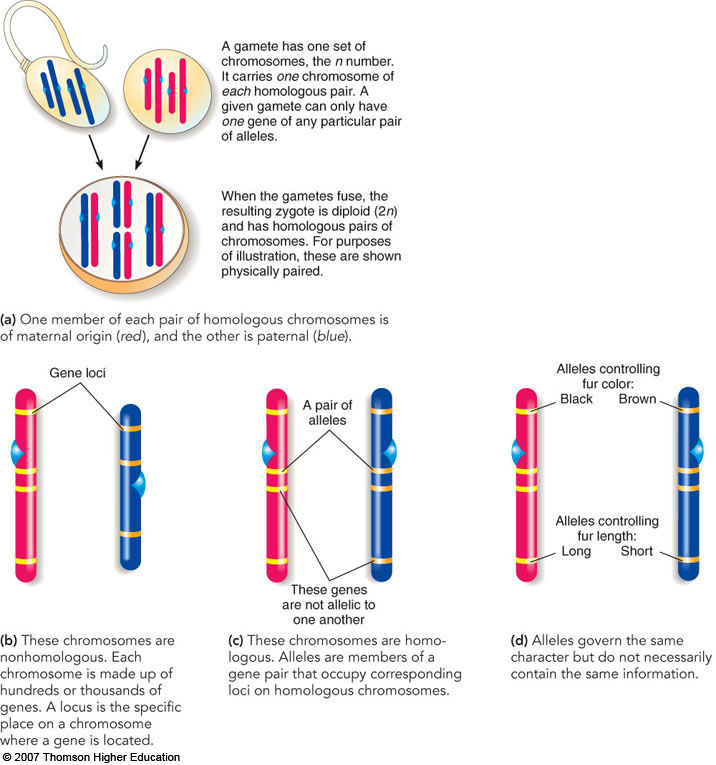 A gamete has one set of
chromosomes, the n number.
It carries one chromosome of
each homologous pair. A
given gamete can only have
one gene of any particular pair
of alleles.
When the gametes fuse, the
resulting zygote is diploid (2n)
and has homologous pairs of
chromosomes. For purposes
of illustration, these are shown
physically paired.
(a) One member of each pair of homologous chromosomes is
of maternal origin (red), and the other is paternal (blue).
Gene loci
(b) These chromosomes are
nonhomologous. Each
chromosome is made up of
hundreds or thousands of
genes. A locus is the specific
place on a chromosome
where a gene is located.
A pair of
alleles
These genes
are not allelic to
one another
(c) These chromosomes are homo-
logous. Alleles are members of a
gene pair that occupy corresponding
loci on homologous chromosomes.
Alleles controlling
fur color:
Black Brown
Alleles controlling
fur length:
Long Short
(d) Alleles govern the same
character but do not necessarily
contain the same information.
© 2007 Thomson Higher Education